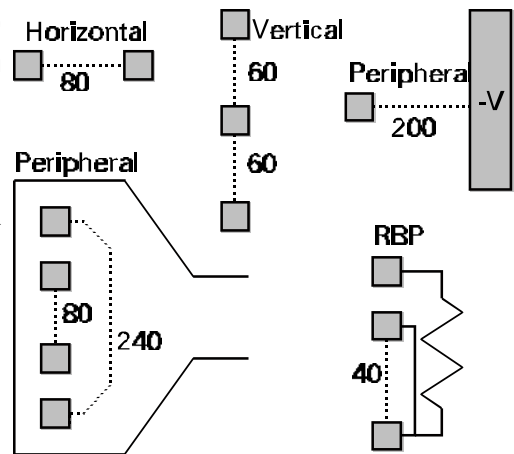 Horizontal
80
Vertical
60
60
Peripheral
200
-V
Peripheral
80
240
RBP
40